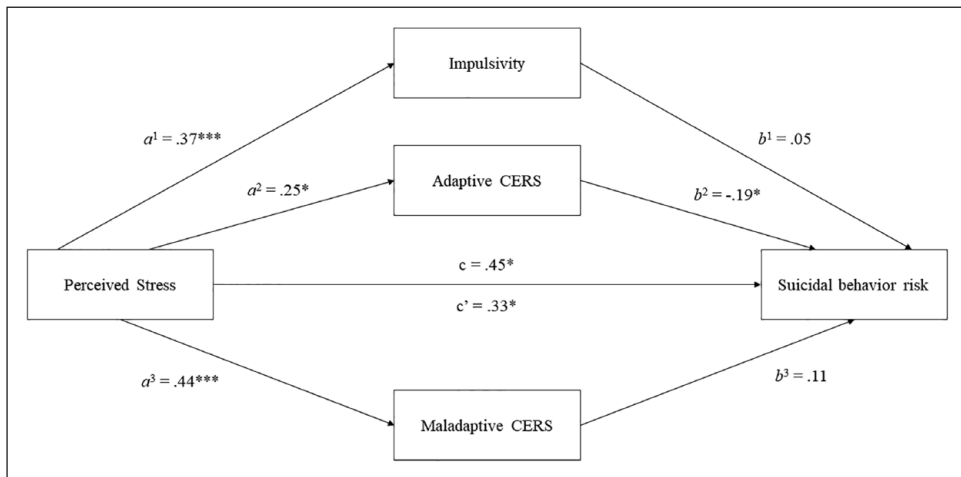 Impulsivity
a¹ = .37***
b¹ = .05
Adaptive CERS
a² = .25*
b² = -.19*
c = .45*
Perceived Stress
Suicidal behavior risk
c’ = .33*
a³ = .44***
b³ = .11
Maladaptive CERS